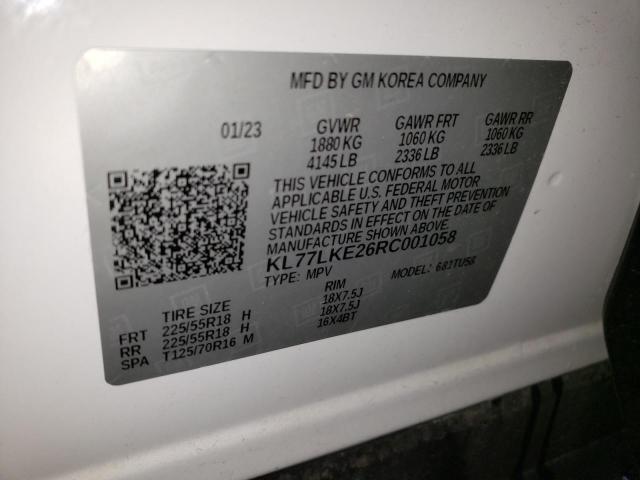 MFD BY GM KOREA COMPANY
01/23 GVWR GAWR FRT GAWR RR
1880 KG 1060 KG 1060 KG
4145 LB 2336 LB 2336 LB
THIS VEHICLE CONFORMS TO ALL
APPLICABLE U.S. FEDERAL MOTOR
VEHICLE SAFETY AND THEFT PREVENTION
STANDARDS IN EFFECT ON THE DATE OF
MANUFACTURE SHOWN ABOVE.
KL77LKE26RC001058
TYPE: MPV MODEL: 681TU58
TIRE SIZE RIM
FRT 225/55R18 H 18X7.5J
RR 225/55R18 H 18X7.5J
SPA T125/70R16 M 16X4BT